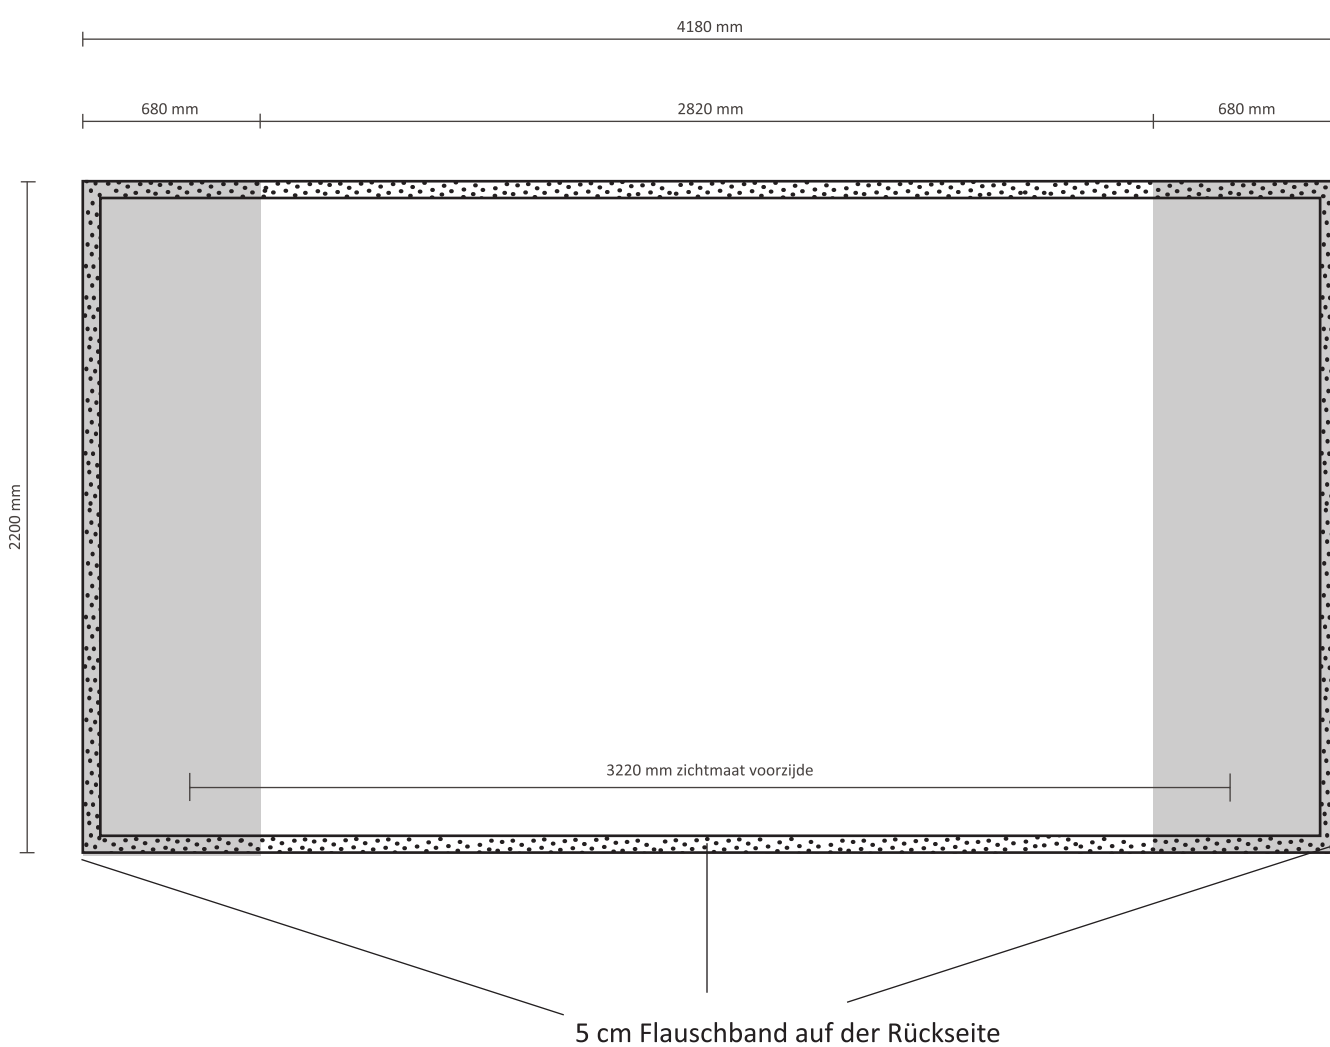 4180 mm
680 mm
2820 mm
680 mm
2200 mm
3220 mm zichtmaat voorzijde
5 cm Flauschband auf der Rückseite